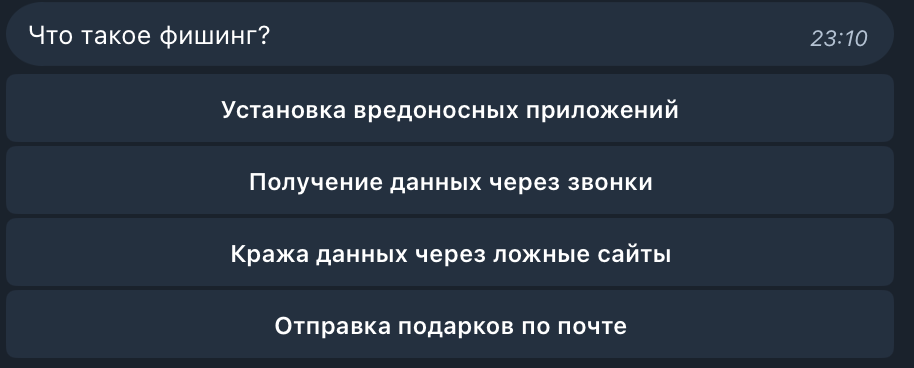 Что такое фишинг?
23:10
Установка вредоносных приложений
Получение данных через звонки
Кража данных через ложные сайты
Отправка подарков по почте